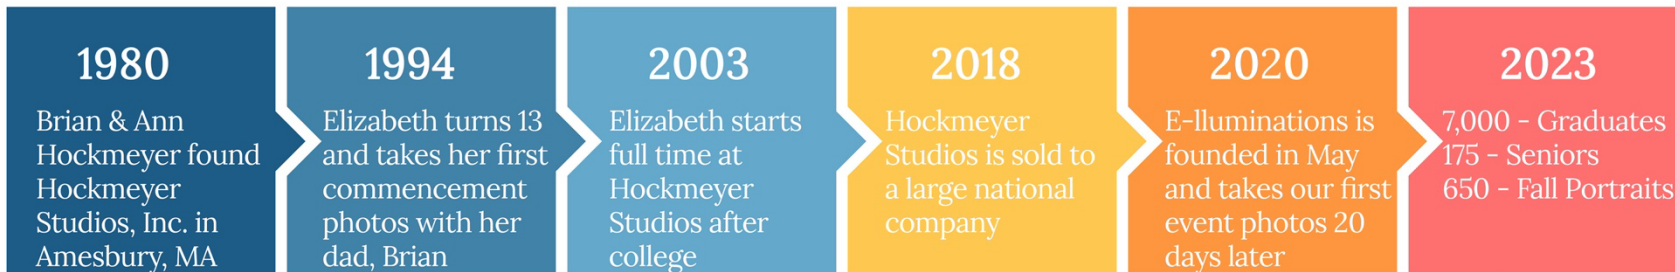 1980
Brian & Ann
Hockmeyer found
Hockmeyer
Studios, Inc. in
Amesbury, MA
1994
Elizabeth turns 13
and takes her first
commencement
photos with her
dad, Brian
2003
Elizabeth starts
full time at
Hockmeyer
Studios after
college
2018
Hockmeyer
Studios is sold to
a large national
company
2020
E-lluminations is
founded in May
and takes our first
event photos 20
days later
2023
7,000 - Graduates
175 - Seniors
650 - Fall Portraits